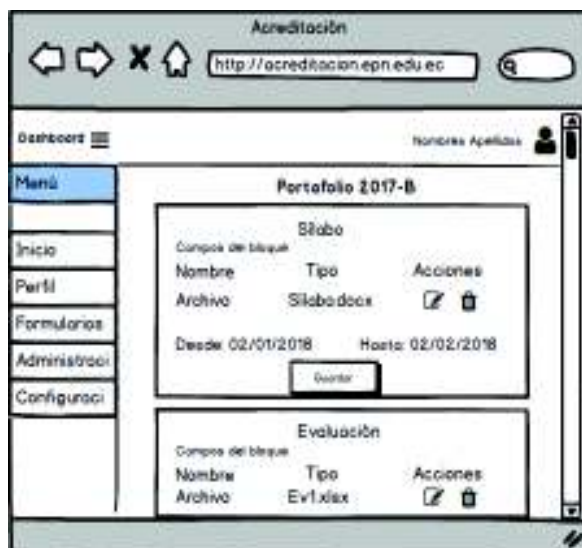 Acreditación
http://acreditacion.epn.edu.ec
Dashboard
Nombres Apellidos
Menú
Inicio
Perfil
Formularios
Administraci
Configuraci
Portafolio 2017-B
Sílabo
Campos del bloque
Nombre Tipo Acciones
Archivo Silabo.docx
Desde: 02/01/2018 Hasta: 02/02/2018
Guardar
Evaluación
Campos del bloque
Nombre Tipo Acciones
Archivo Ev1.xlsx